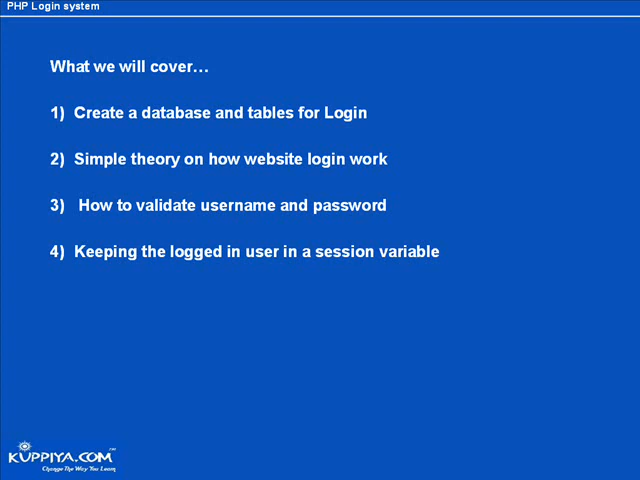 PHP Login system
What we will cover…
1) Create a database and tables for Login
2) Simple theory on how website login work
3) How to validate username and password
4) Keeping the logged in user in a session variable
KUPPIYA.COM
Change The Way You Learn